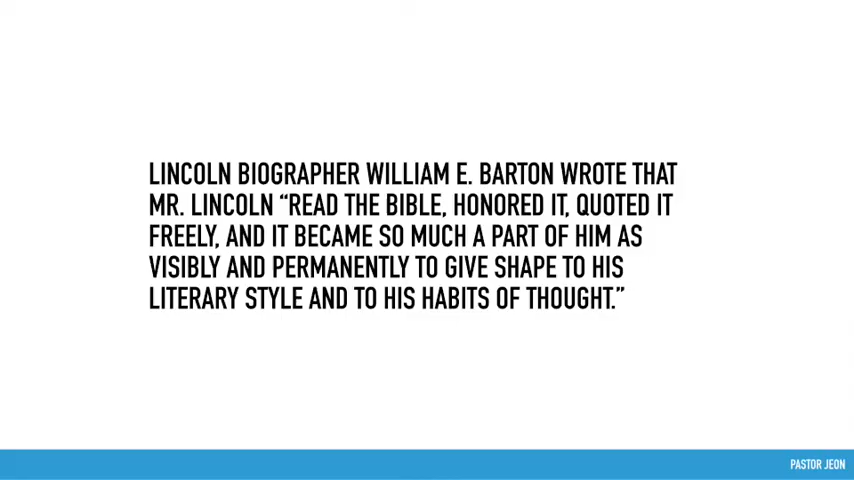 LINCOLN BIOGRAPHER WILLIAM E. BARTON WROTE THAT
MR. LINCOLN “READ THE BIBLE, HONORED IT, QUOTED IT
FREELY, AND IT BECAME SO MUCH A PART OF HIM AS
VISIBLY AND PERMANENTLY TO GIVE SHAPE TO HIS
LITERARY STYLE AND TO HIS HABITS OF THOUGHT.”
PASTOR JEON